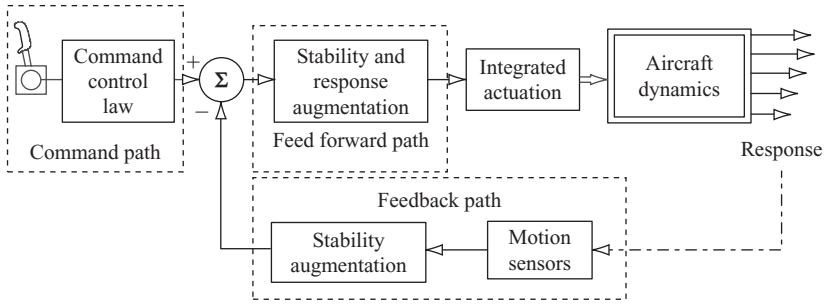 Command
control
law
Command path
+
−
Σ
Stability and
response
augmentation
Feed forward path
Integrated
actuation
Aircraft
dynamics
Response
Feedback path
Stability
augmentation
Motion
sensors